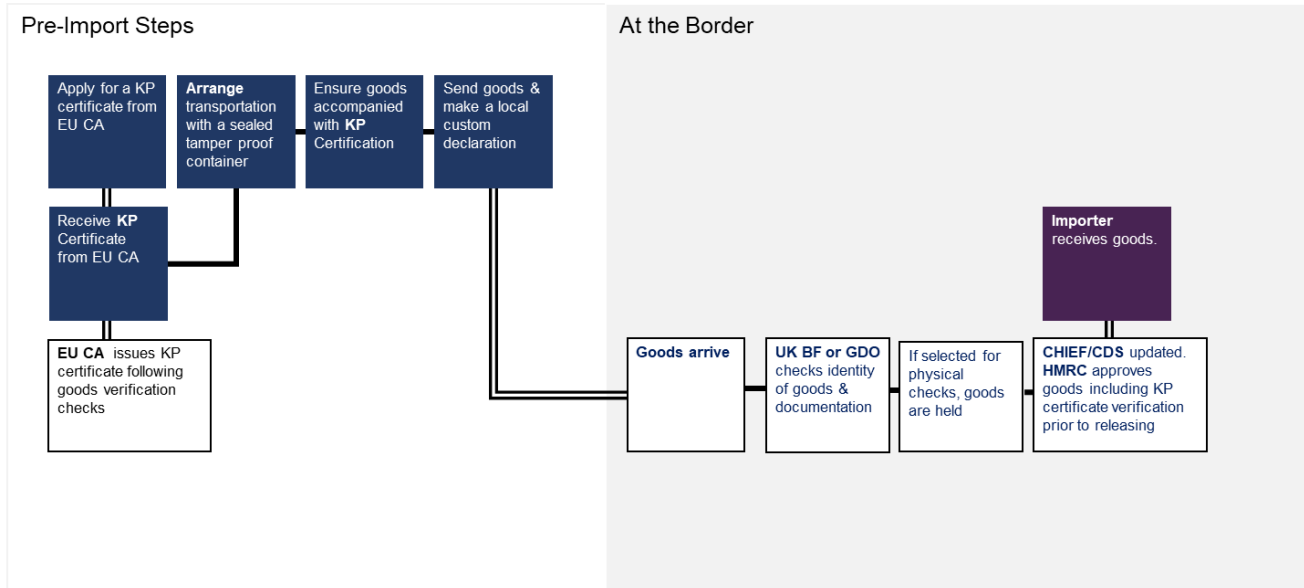 Pre-Import Steps
Apply for a KP
certificate from
EU CA
Arrange
transportation
with a sealed
tamper proof
container
Ensure goods
accompanied
with KP
Certification
Send goods &
make a local
custom
declaration
Receive KP
Certificate
from EU CA
EU CA issues KP
certificate following
goods verification
checks
At the Border
Importer
receives goods.
Goods arrive
UK BF or GDO
checks identity
of goods &
documentation
If selected for
physical
checks, goods
are held
CHIEF/CDS updated.
HMRC approves
goods including KP
certificate verification
prior to releasing